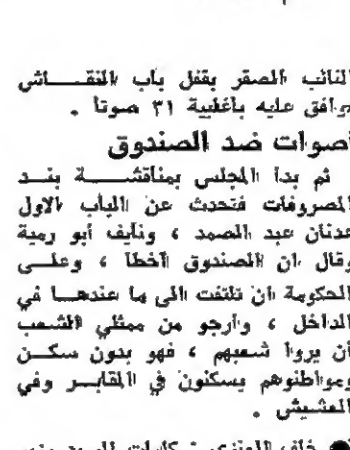 النائب الصقر بقفل باب النقاش
ووافق عليه بأغلبية ٣١ صوتا .
أصوات ضد الصندوق
ثم بدأ المجلس بمناقشة بند
المصروفات فتحدث عن الباب الاول
عدنان عبد الصمد ، ونايف أبو رمية
وقال ان الصندوق أخطأ ، وعلى
الحكومة ان تلتفت الى ما عندها في
الداخل ، وأرجو من ممثلي الشعب
أن يروا شعبهم ، فهو بدون سكن
ومواطنوهم يسكنون في المقابر وفي
العشيش .
● خلف العنزي :